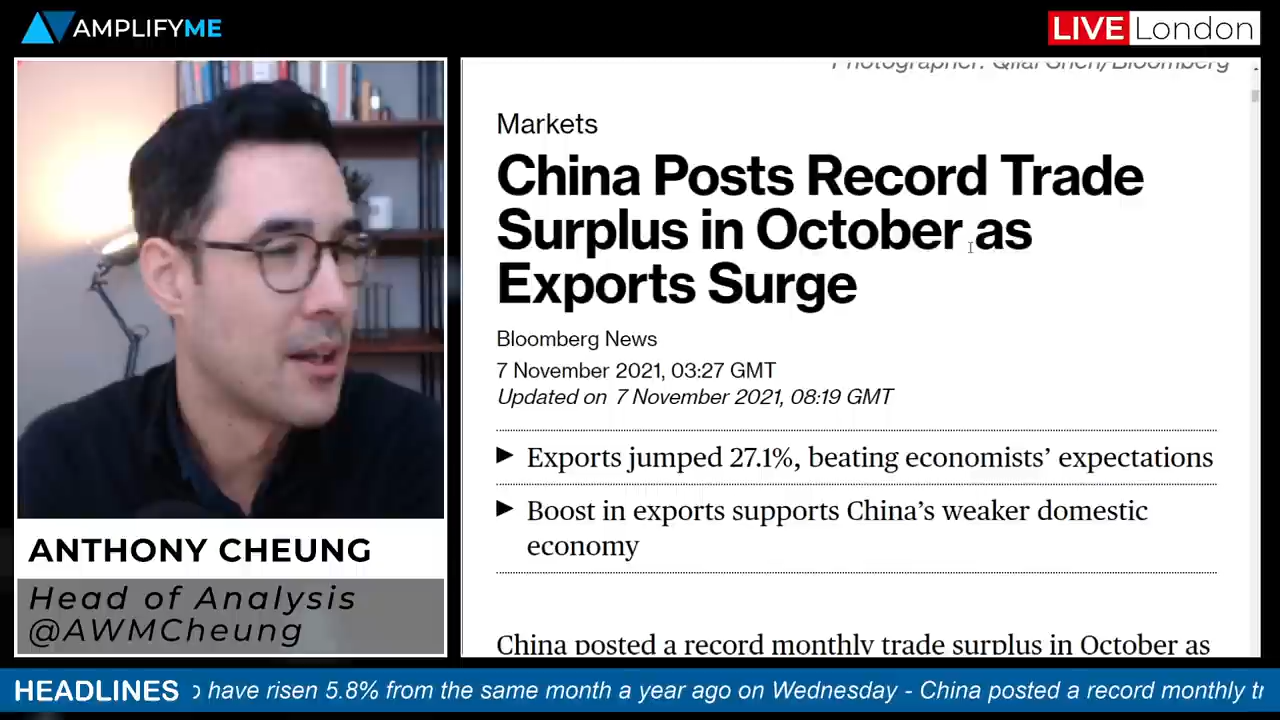 AMPLIFYME
LIVE London
Photographer: Qilai Shen/Bloomberg
Markets
China Posts Record Trade
Surplus in October as
Exports Surge
Bloomberg News
7 November 2021, 03:27 GMT
Updated on 7 November 2021, 08:19 GMT
Exports jumped 27.1%, beating economists’ expectations
Boost in exports supports China’s weaker domestic
economy
China posted a record monthly trade surplus in October as
ANTHONY CHEUNG
Head of Analysis
@AWMCheung
HEADLINES have risen 5.8% from the same month a year ago on Wednesday - China posted a record monthly